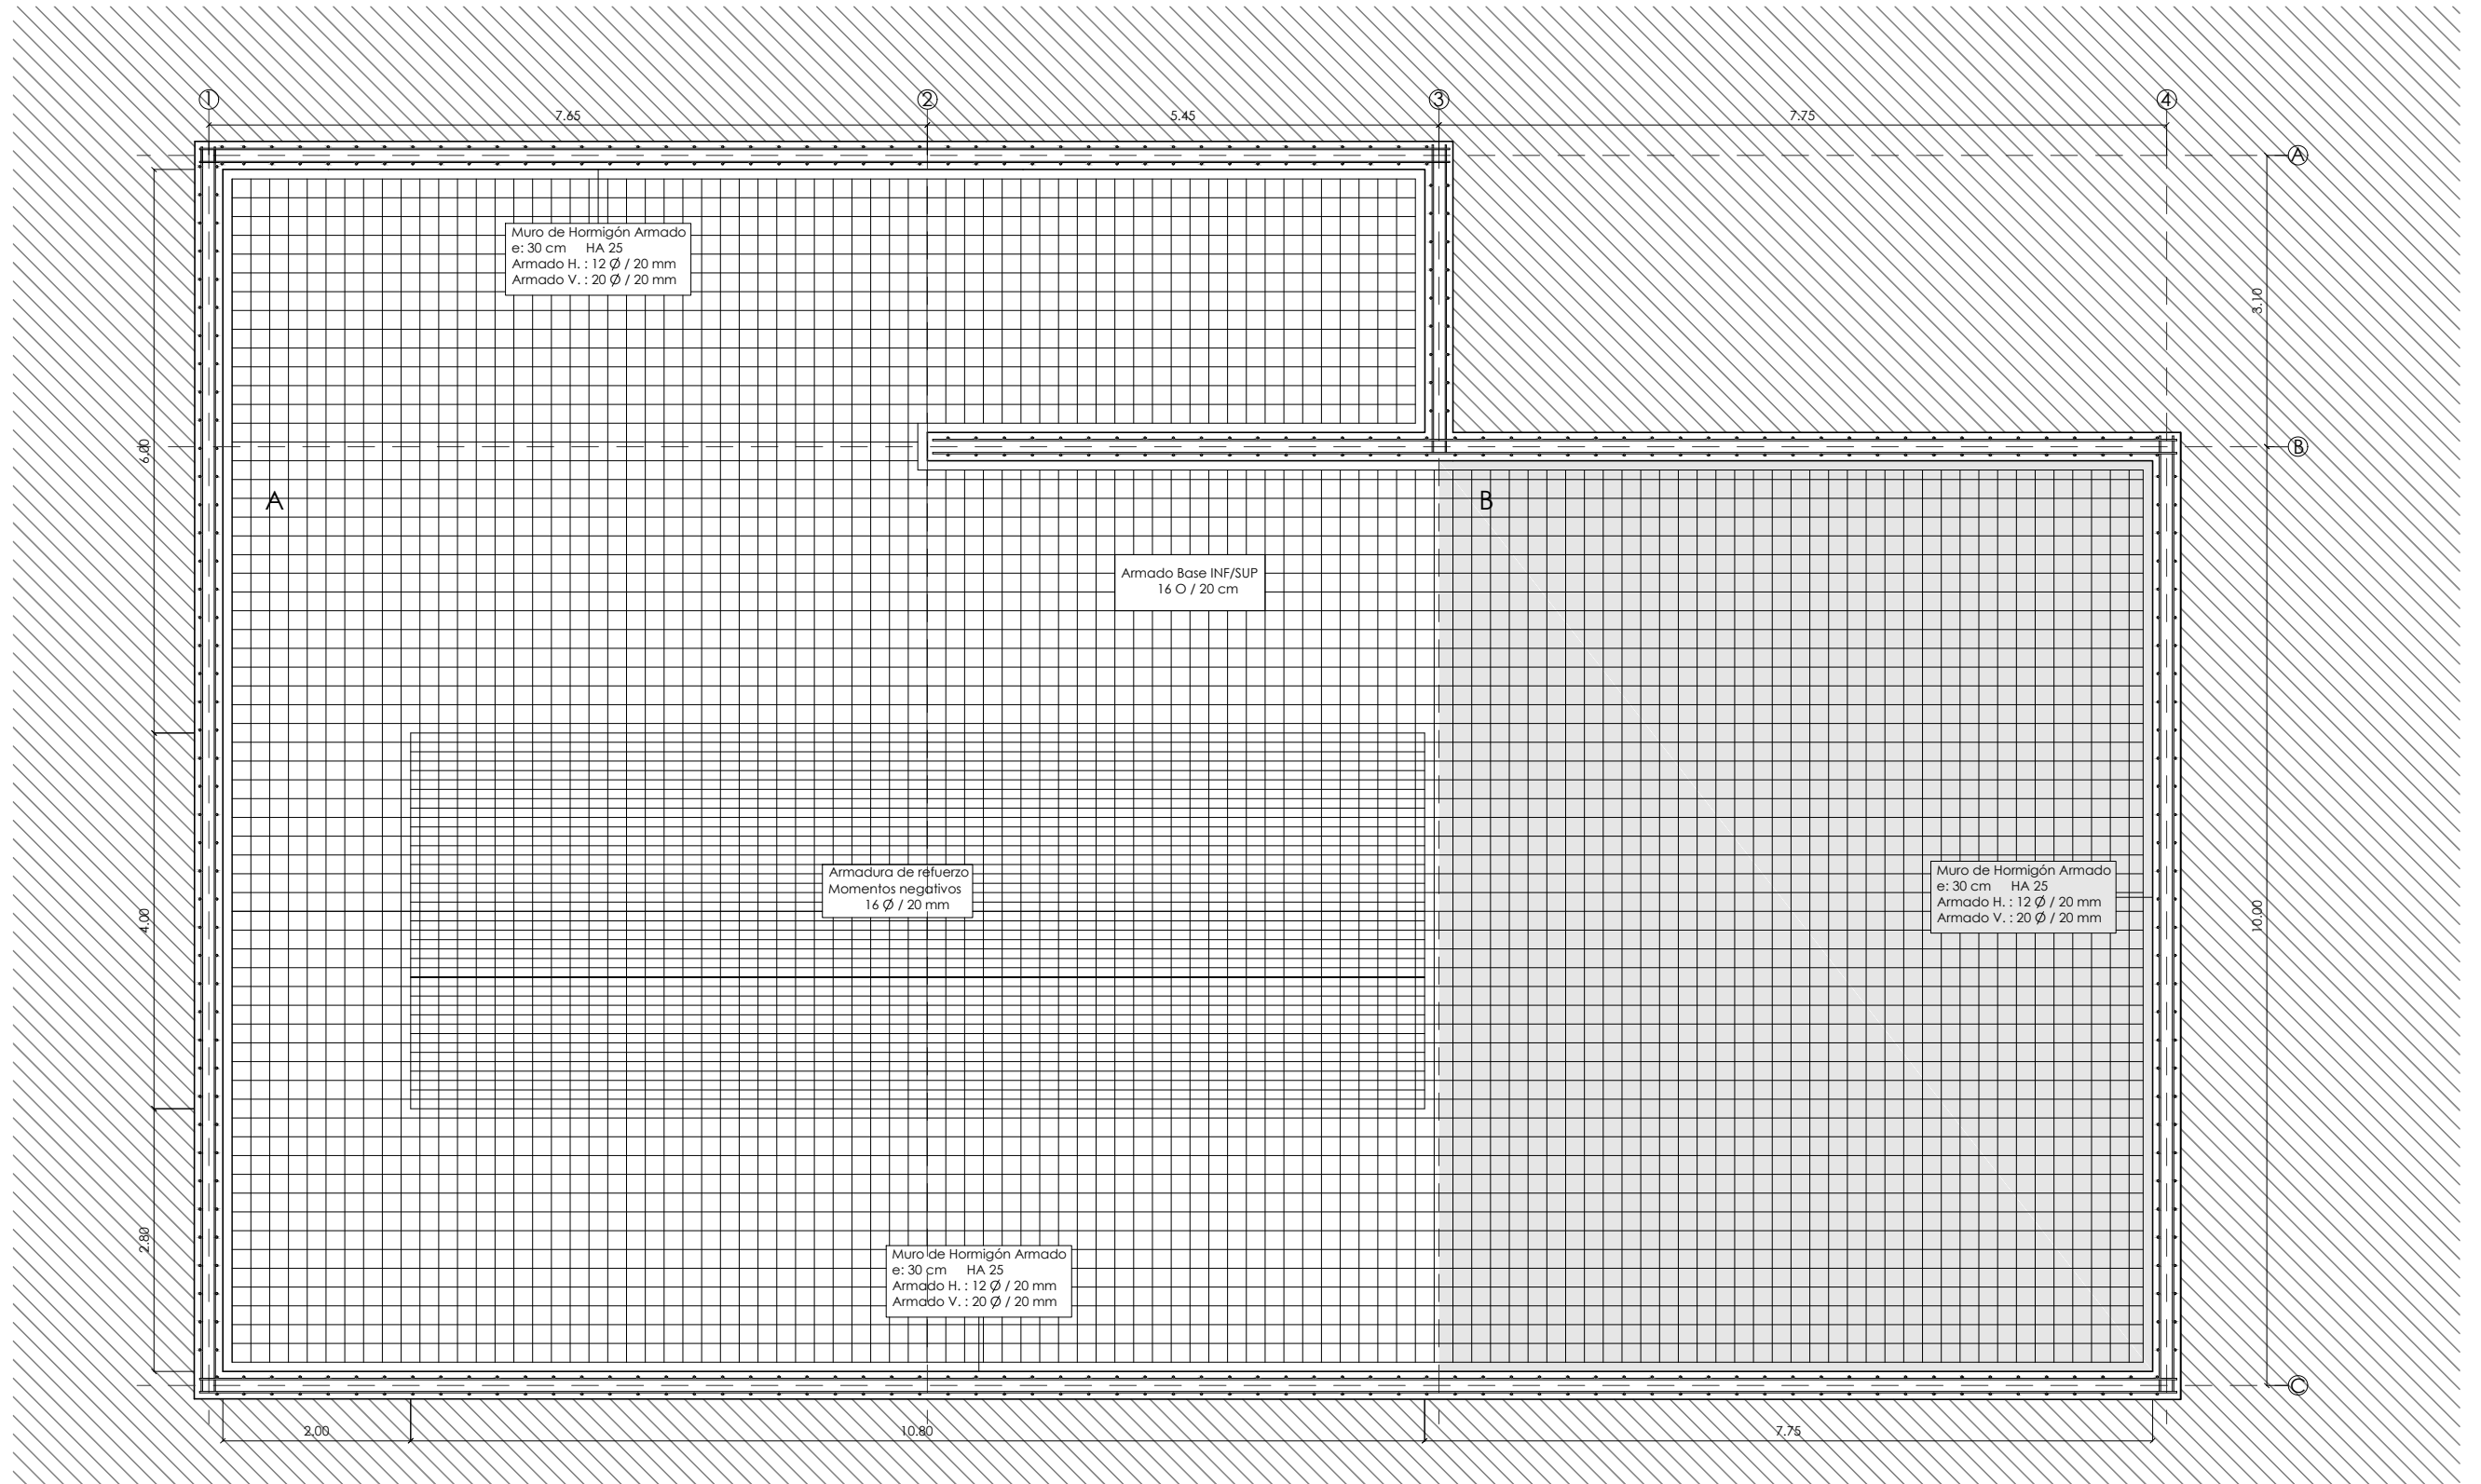 1
2
3
4
7.65
5.45
7.75
A
Muro de Hormigón Armado
e: 30 cm HA 25
Armado H. : 12 Ø / 20 mm
Armado V. : 20 Ø / 20 mm
3.10
6.00
B
A
B
Armado Base INF/SUP
16 O / 20 cm
Armadura de refuerzo
Momentos negativos
16 Ø / 20 mm
Muro de Hormigón Armado
e: 30 cm HA 25
Armado H. : 12 Ø / 20 mm
Armado V. : 20 Ø / 20 mm
4.00
10.00
2.80
Muro de Hormigón Armado
e: 30 cm HA 25
Armado H. : 12 Ø / 20 mm
Armado V. : 20 Ø / 20 mm
C
2.00
10.80
7.75